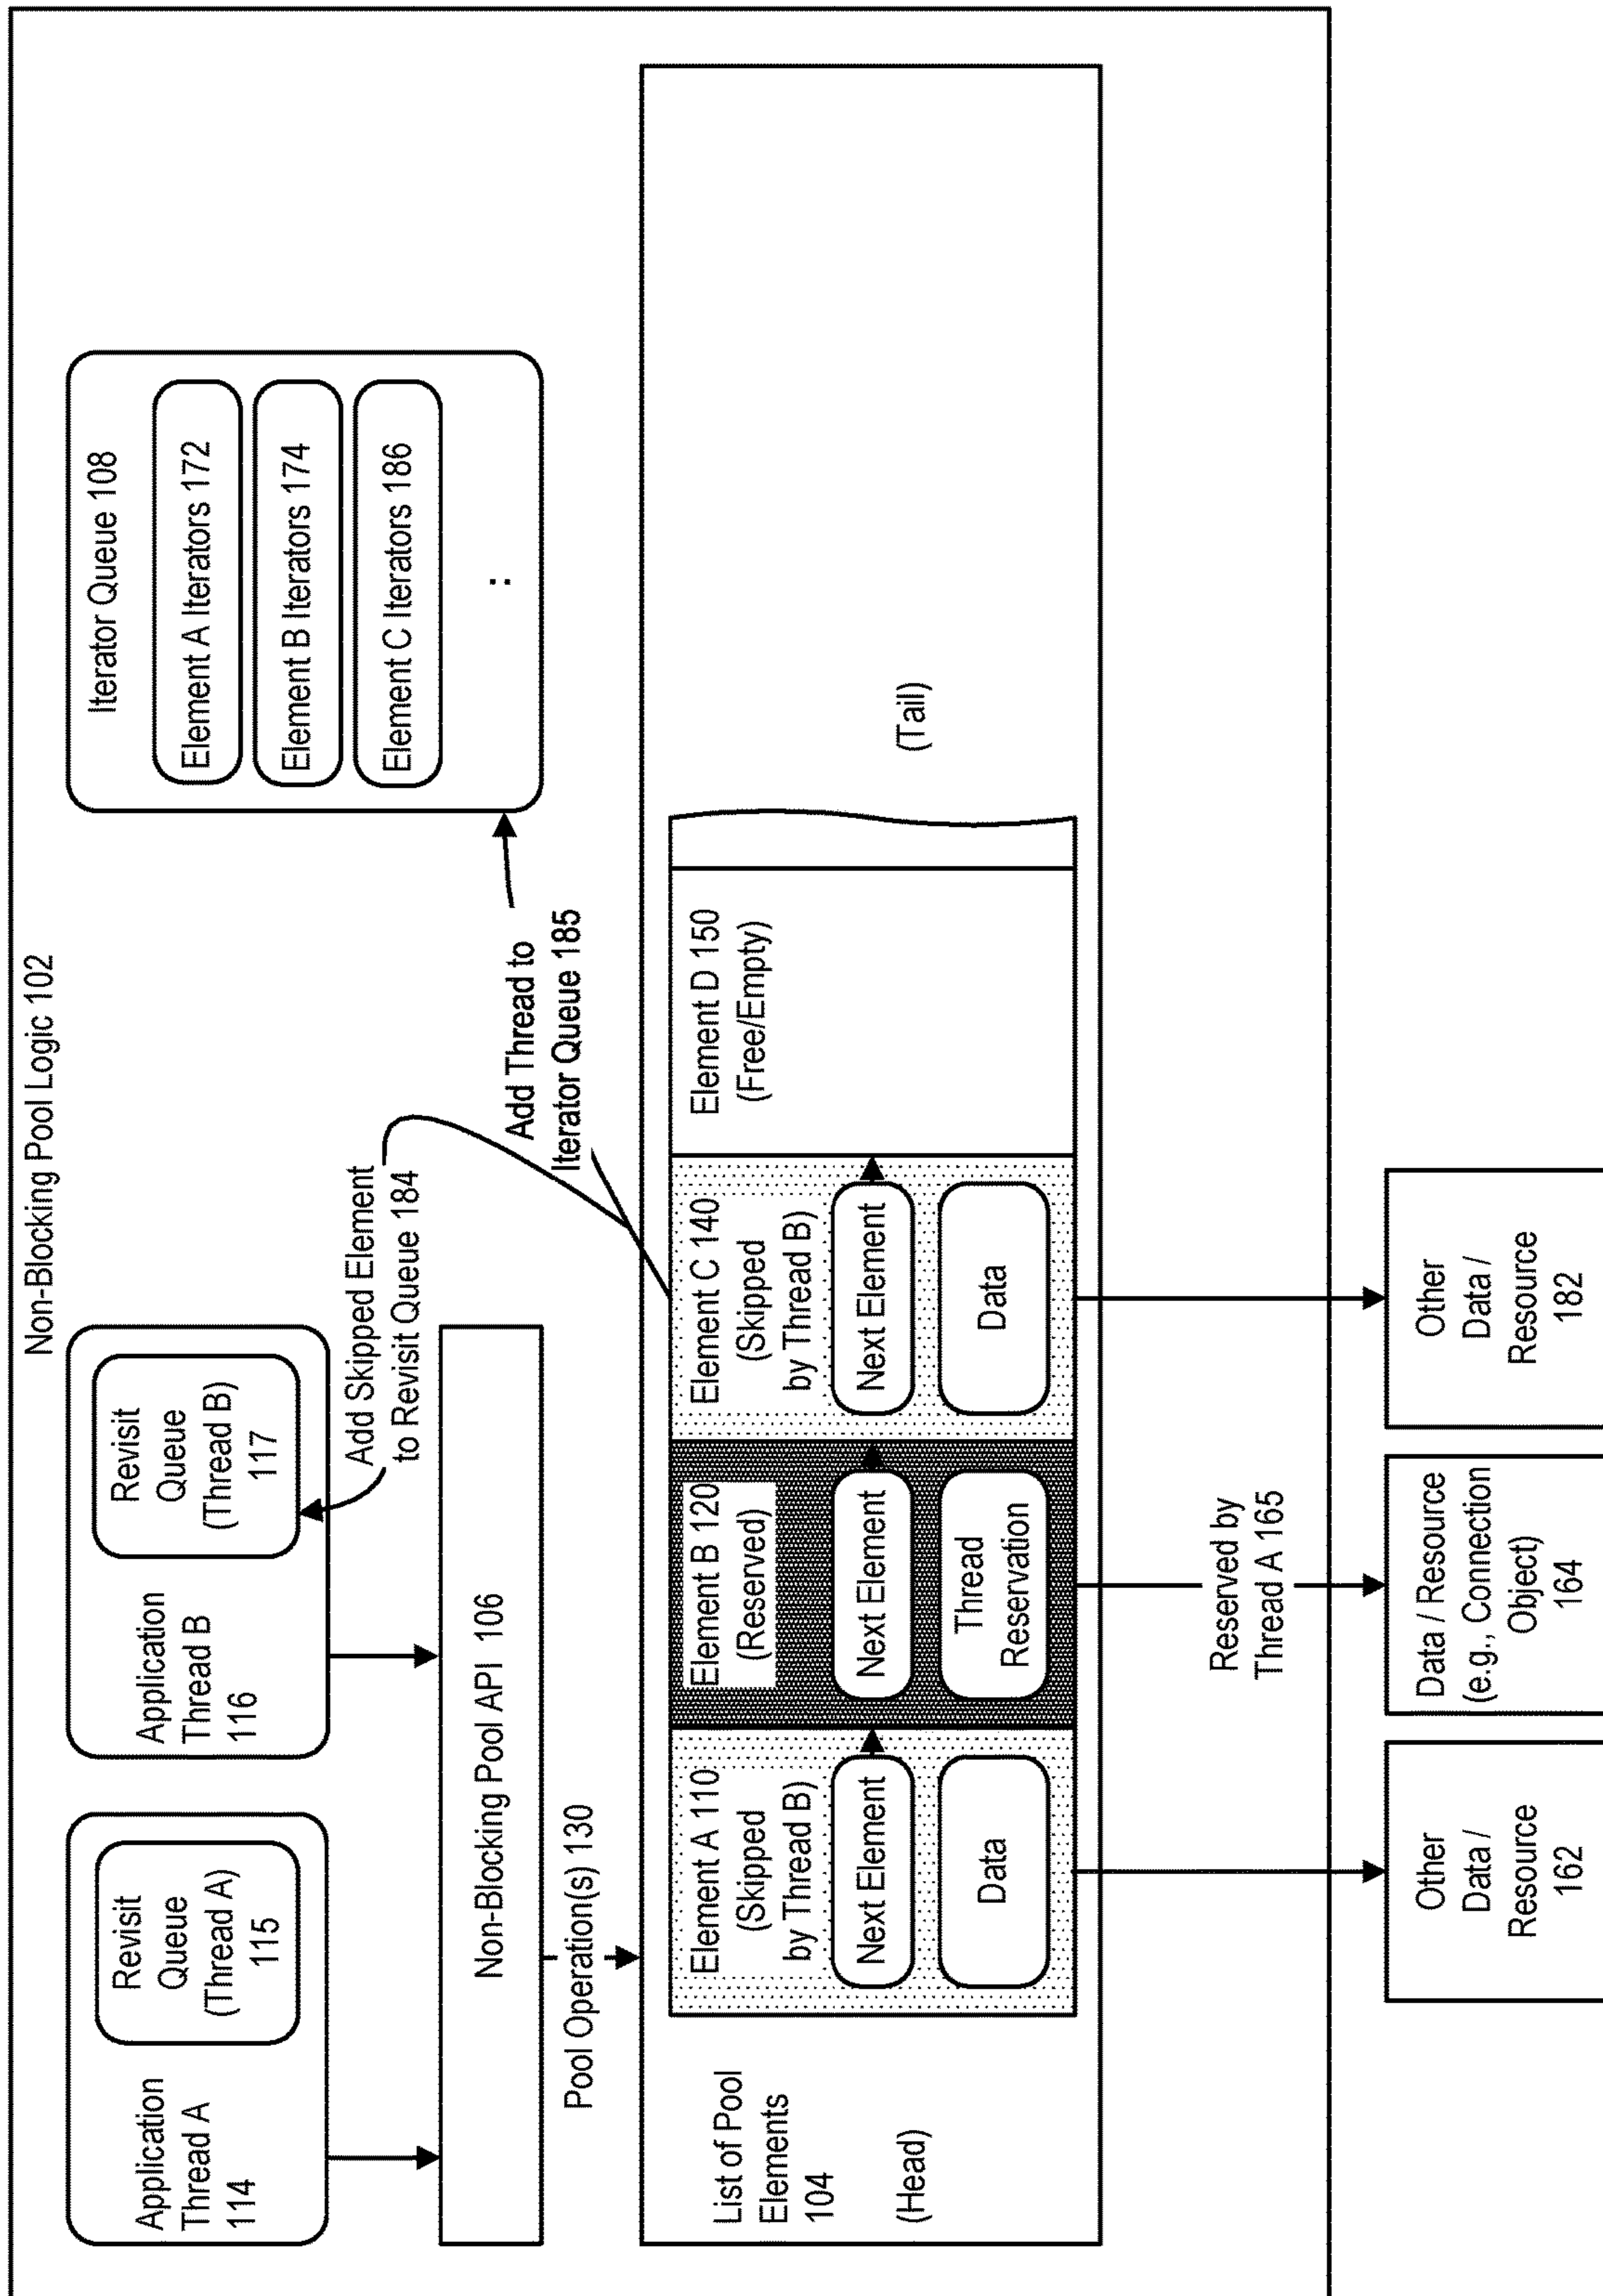 Non-Blocking Pool Logic 102
Application
Thread A
114
Revisit
Queue
(Thread A)
115
Application
Thread B
116
Revisit
Queue
(Thread B)
117
Iterator Queue 108
Element A Iterators 172
Element B Iterators 174
Element C Iterators 186
:
Add Skipped Element
to Revisit Queue 184
Add Thread to
Iterator Queue 185
Non-Blocking Pool API 106
Pool Operation(s) 130
List of Pool
Elements
104
(Head)
Element A 110
(Skipped
by Thread B)
Next Element
Data
Element B 120
(Reserved)
Next Element
Thread
Reservation
Element C 140
(Skipped
by Thread B)
Next Element
Data
Element D 150
(Free/Empty)
(Tail)
Reserved by
Thread A 165
Other
Data /
Resource
162
Data / Resource
(e.g., Connection
Object)
164
Other
Data /
Resource
182